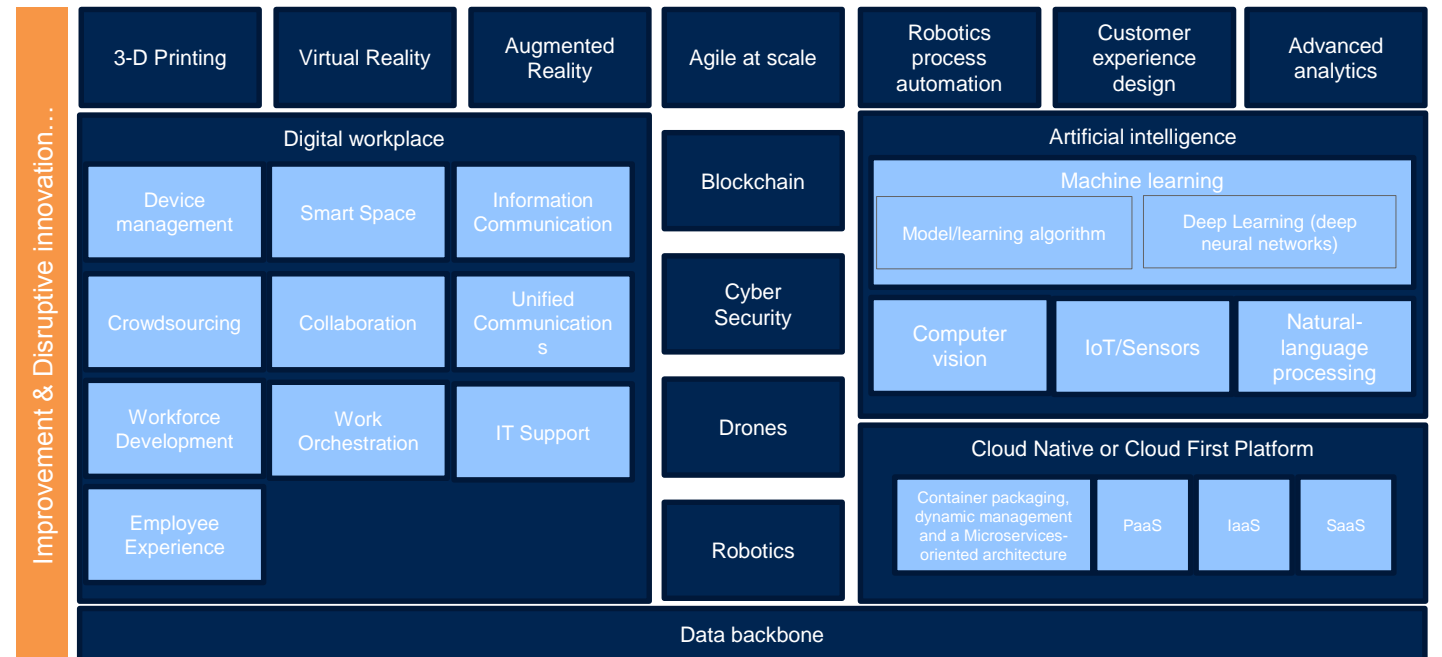 Improvement & Disruptive innovation…
3-D Printing
Virtual Reality
Augmented
Reality
Agile at scale
Robotics
process
automation
Customer
experience
design
Advanced
analytics
Digital workplace
Device
management
Smart Space
Information
Communication
Crowdsourcing
Collaboration
Unified
Communication
s
Workforce
Development
Work
Orchestration
IT Support
Employee
Experience
Blockchain
Cyber
Security
Drones
Robotics
Artificial intelligence
Machine learning
Model/learning algorithm
Deep Learning (deep
neural networks)
Computer
vision
IoT/Sensors
Natural-
language
processing
Cloud Native or Cloud First Platform
Container packaging,
dynamic management
and a Microservices-
oriented architecture
PaaS
IaaS
SaaS
Data backbone